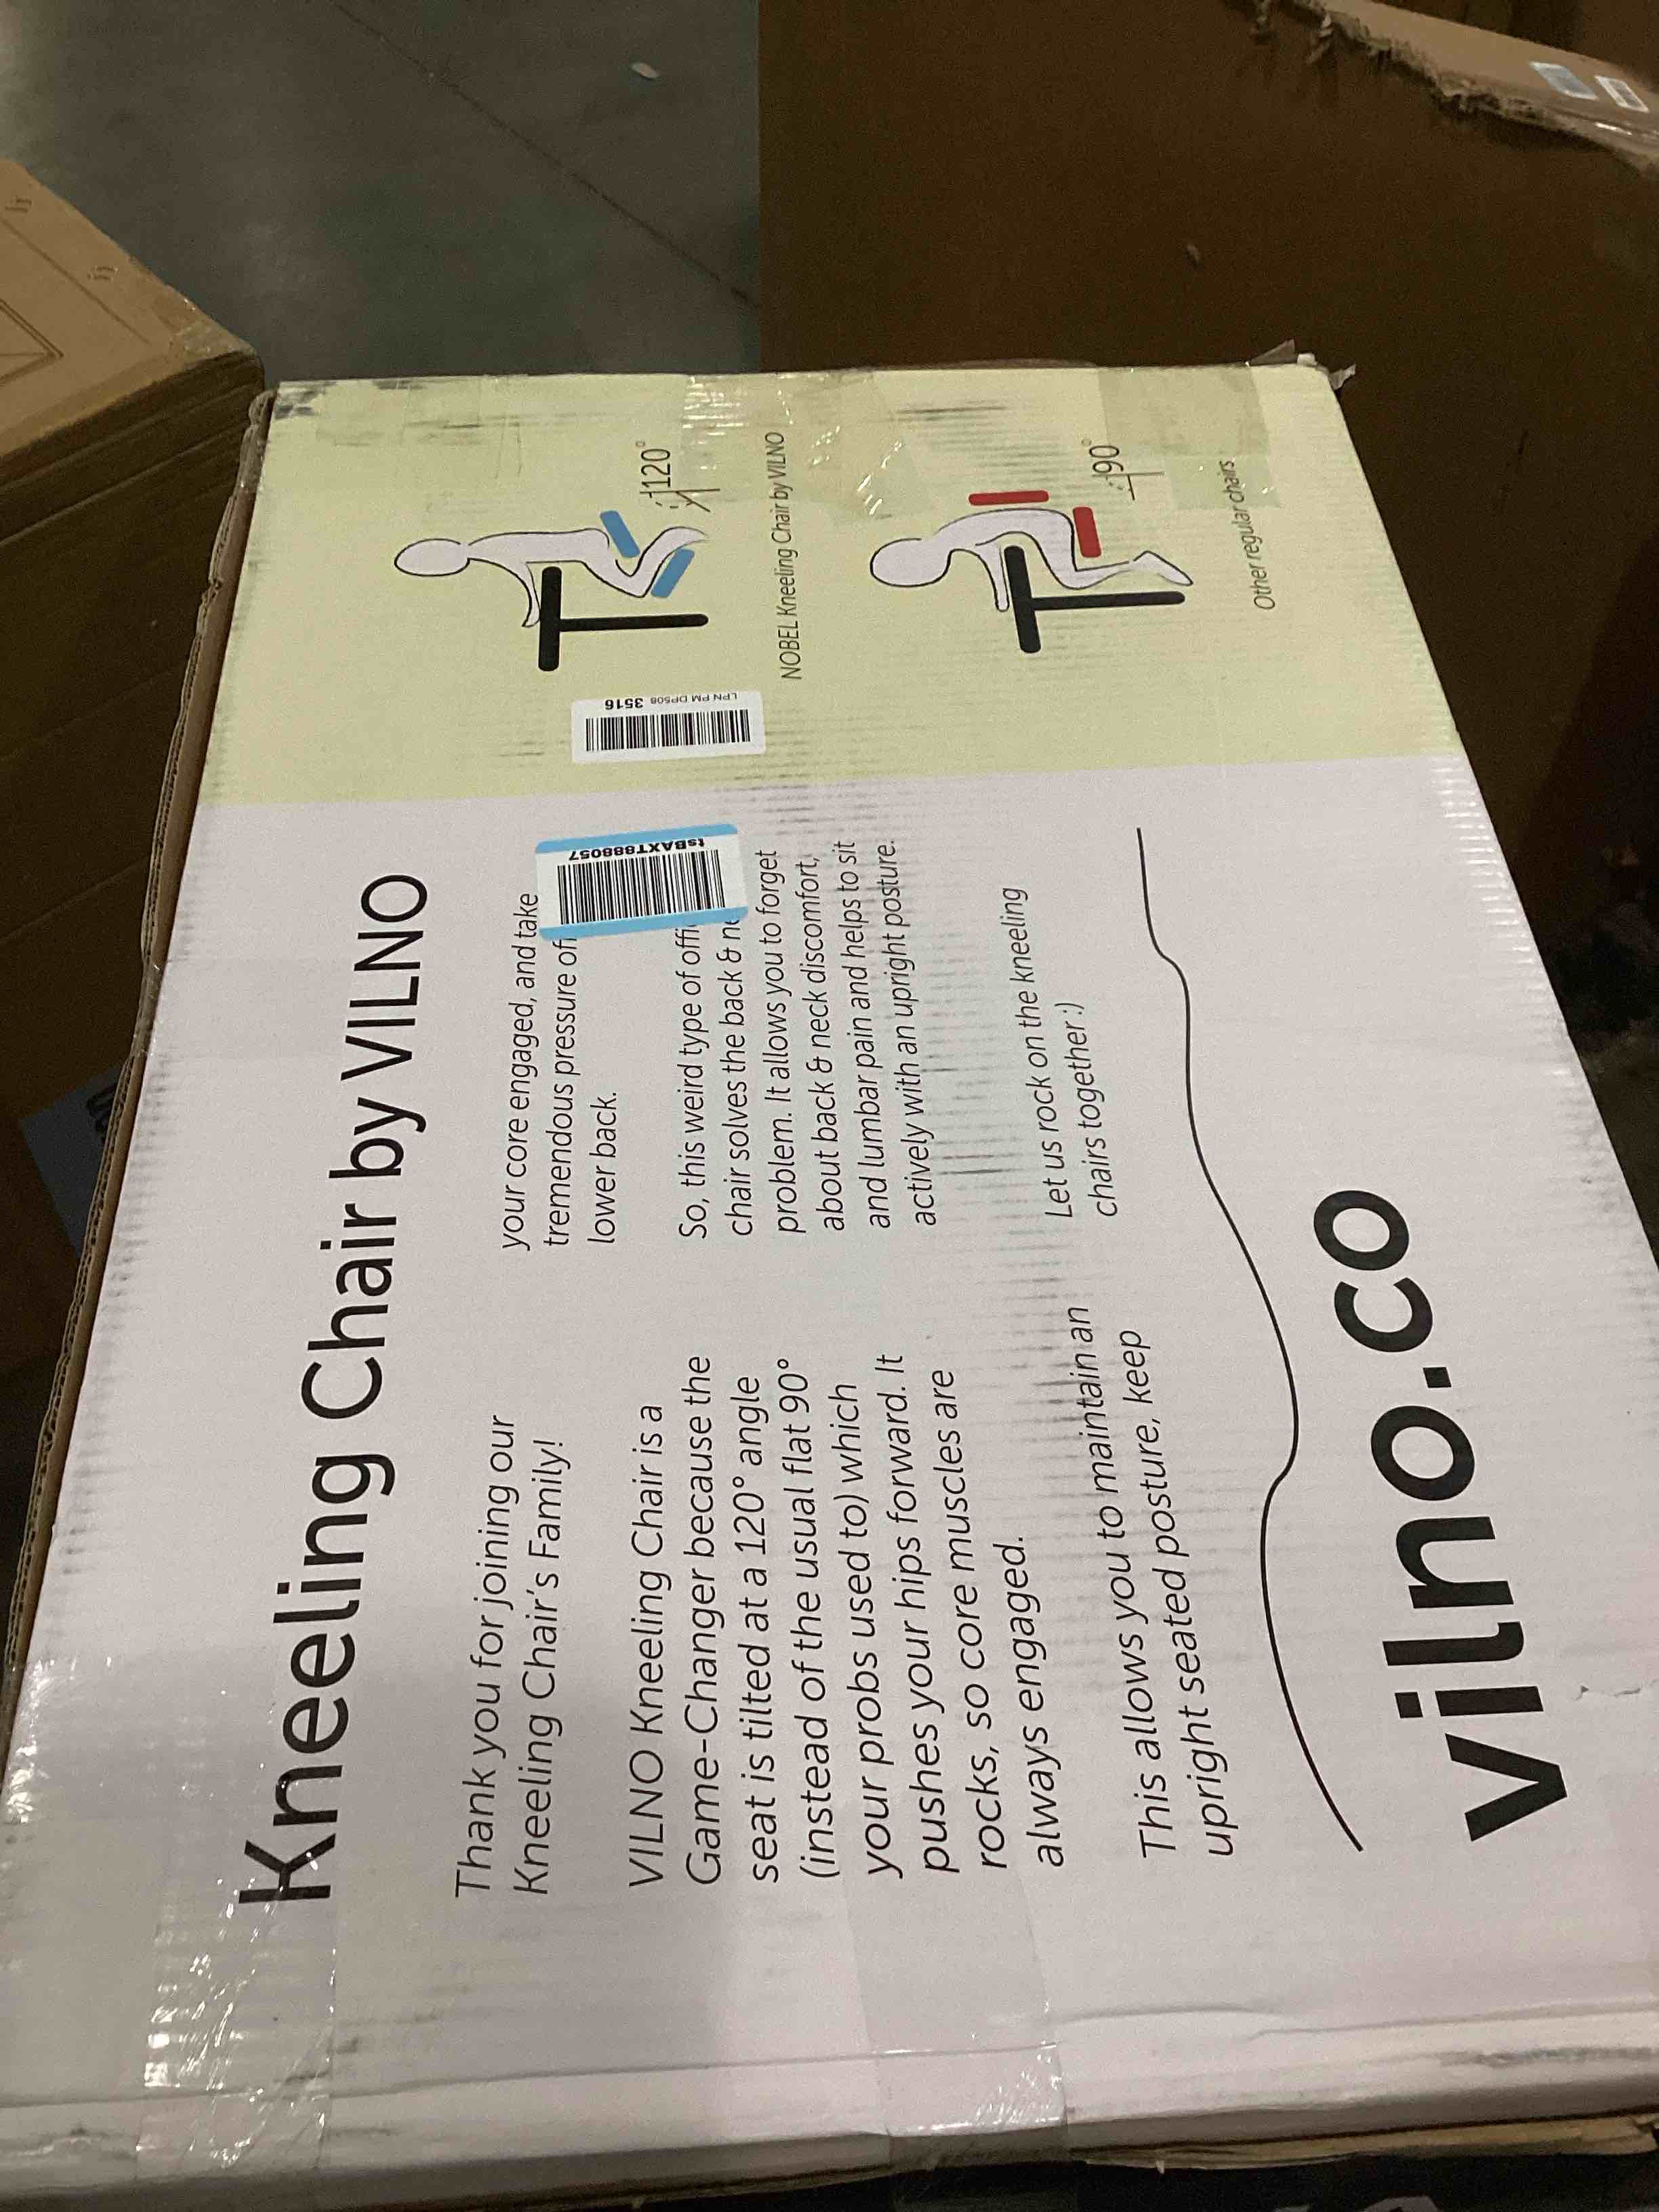 Kneeling Chair by VILNO
Thank you for joining our
Kneeling Chair's Family!
VILNO Kneeling Chair is a
Game-Changer because the
seat is tilted at a 120° angle
(instead of the usual flat 90°
your probs used to) which
pushes your hips forward. It
rocks, so core muscles are
always engaged.
This allows you to maintain an
upright seated posture, keep
your core engaged, and take
tremendous pressure of
lower back.
So, this weird type of offi
chair solves the back & ne
problem. It allows you to forget
about back & neck discomfort,
and lumbar pain and helps to sit
actively with an upright posture.
Let us rock on the kneeling
chairs together :)
vilno.co
tsBAXT888057
LPN PM DP508 3516
120°
NOBEL Kneeling Chair by VILNO
90°
Other regular chairs